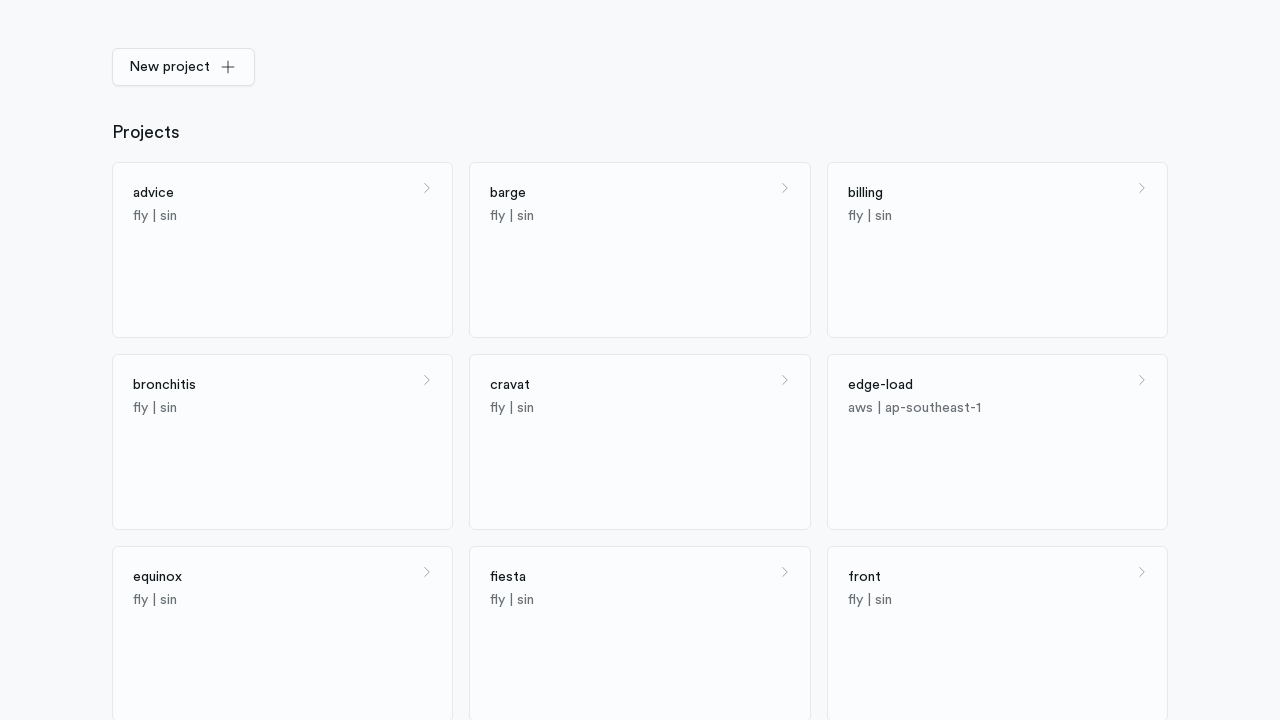 New project
Projects
advice
fly | sin
barge
fly | sin
billing
fly | sin
bronchitis
fly | sin
cravat
fly | sin
edge-load
aws | ap-southeast-1
equinox
fly | sin
fiesta
fly | sin
front
fly | sin